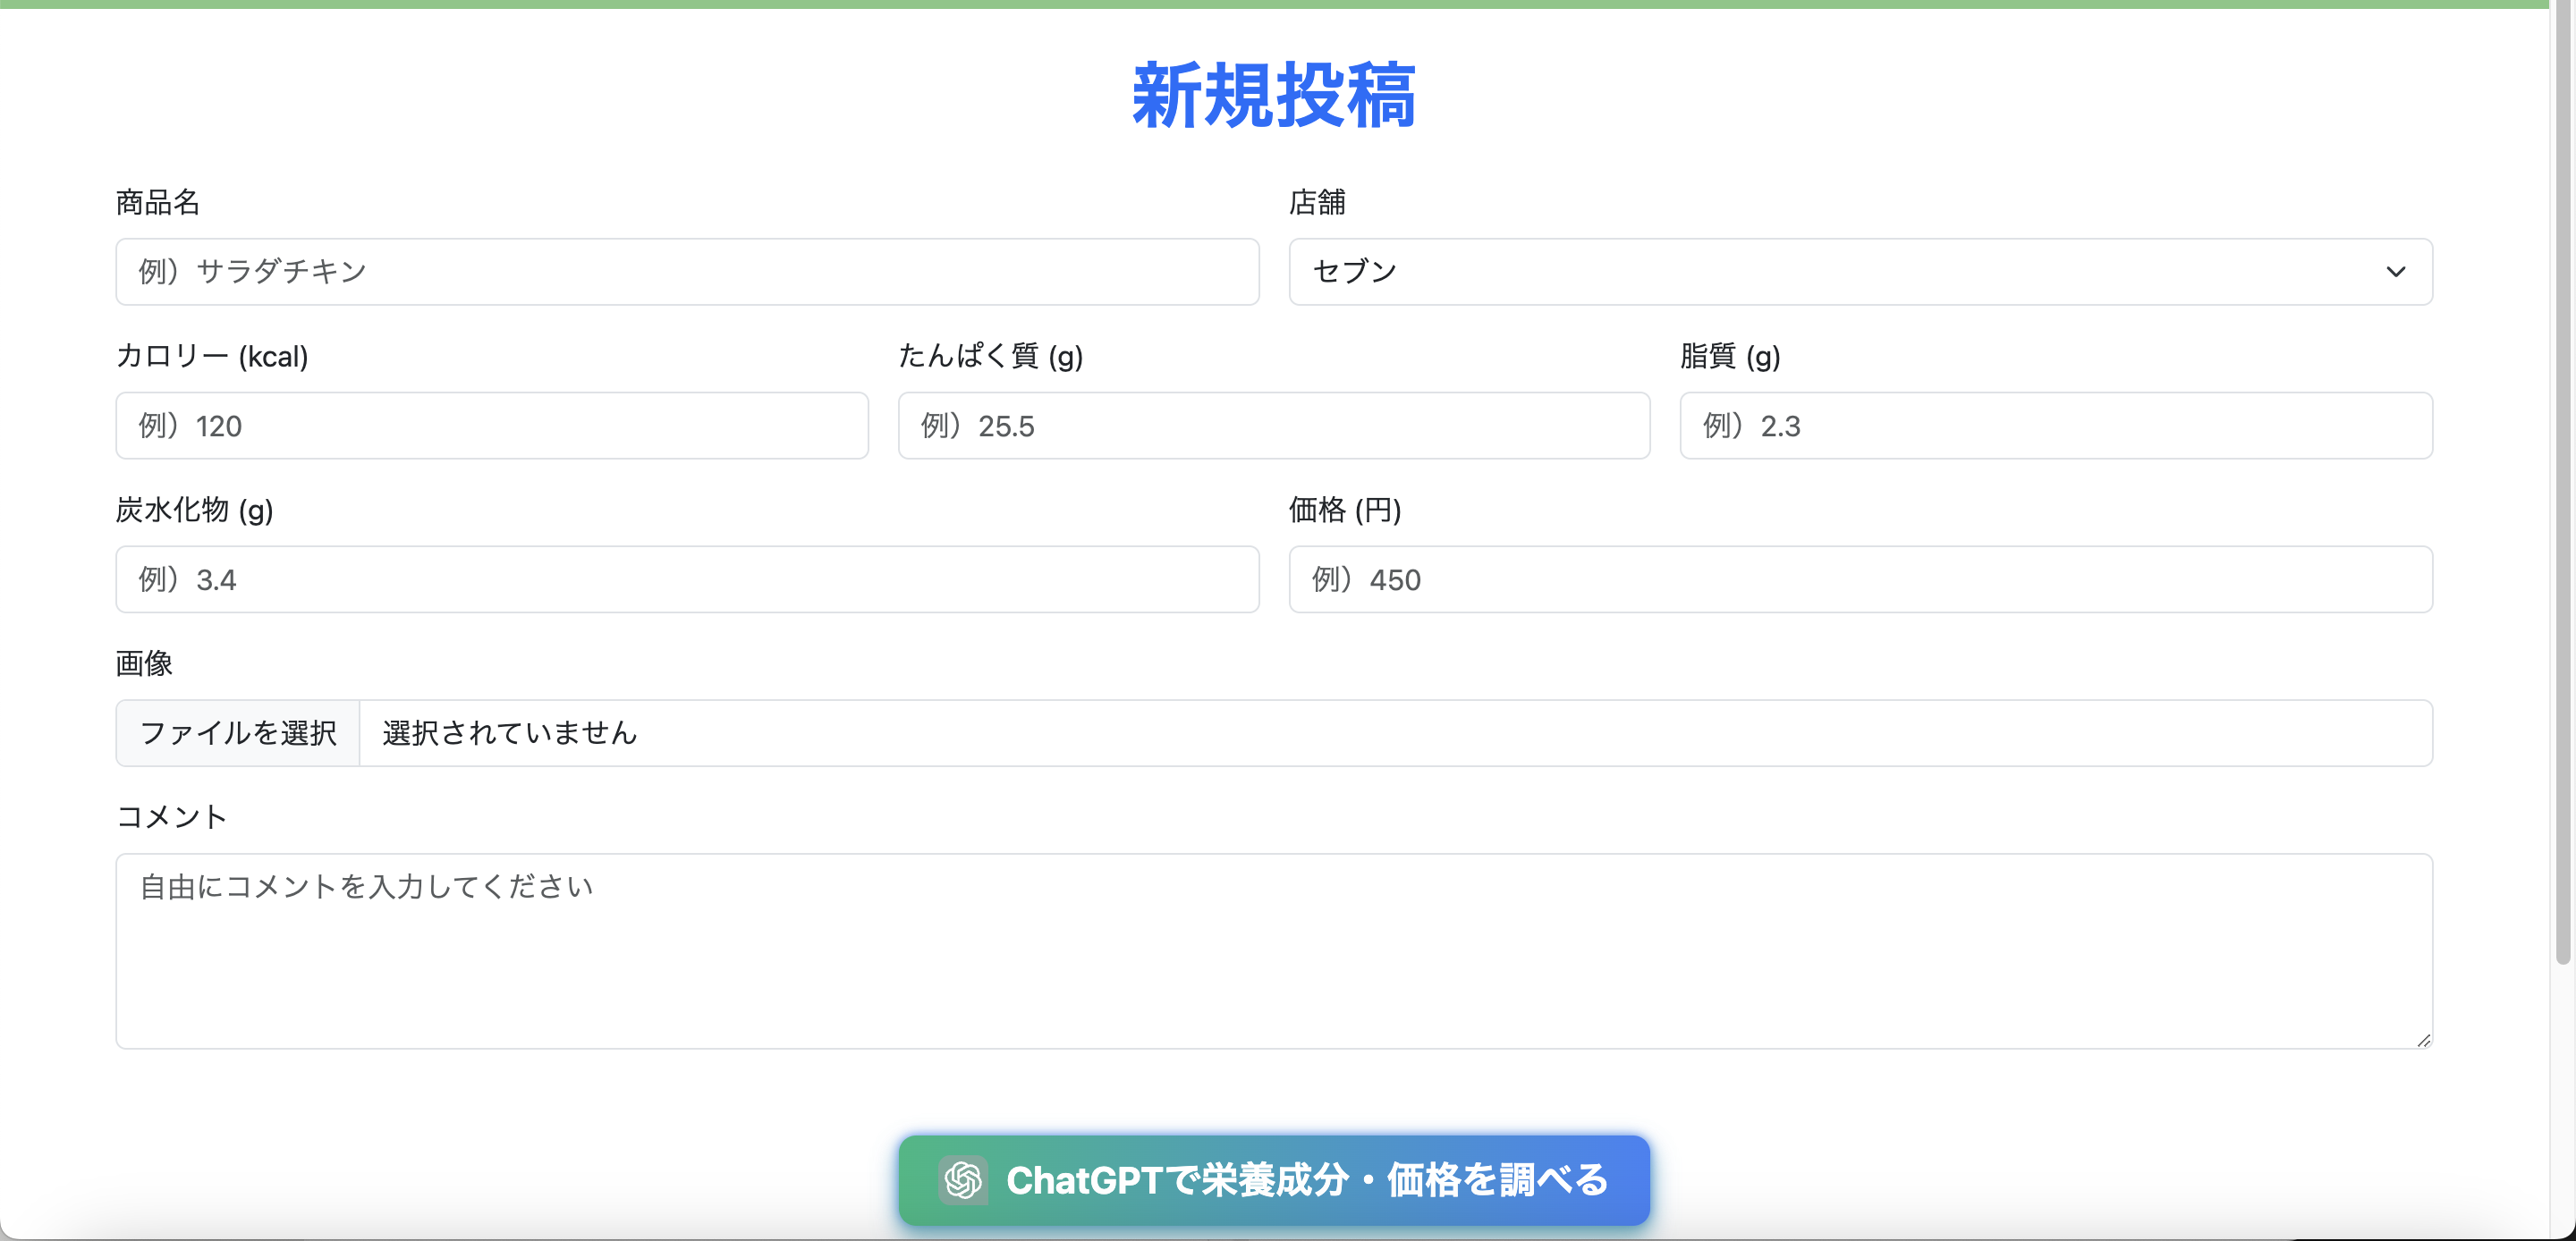 新規投稿
商品名
店舗
例）サラダチキン
セブン
カロリー (kcal)
たんぱく質 (g)
脂質 (g)
例）120
例）25.5
例）2.3
炭水化物 (g)
価格 (円)
例）3.4
例）450
画像
ファイルを選択
選択されていません
コメント
自由にコメントを入力してください
ChatGPTで栄養成分・価格を調べる